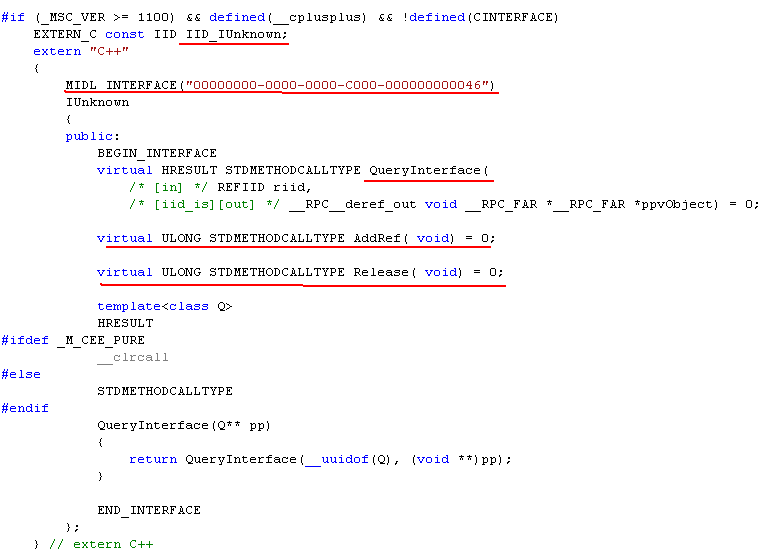 #if (_MSC_VER >= 1100) && defined(__cplusplus) && !defined(CINTERFACE)
    EXTERN_C const IID IID_IUnknown;
    extern "C++"
    {
        MIDL_INTERFACE("00000000-0000-0000-C000-000000000046")
        IUnknown
        {
        public:
            BEGIN_INTERFACE
            virtual HRESULT STDMETHODCALLTYPE QueryInterface(
                /* [in] */ REFIID riid,
                /* [iid_is][out] */ __RPC__deref_out void __RPC_FAR *__RPC_FAR *ppvObject) = 0;

            virtual ULONG STDMETHODCALLTYPE AddRef( void) = 0;

            virtual ULONG STDMETHODCALLTYPE Release( void) = 0;

            template<class Q>
            HRESULT
#ifdef _M_CEE_PURE
            __clrcall
#else
            STDMETHODCALLTYPE
#endif
            QueryInterface(Q** pp)
            {
                return QueryInterface(__uuidof(Q), (void **)pp);
            }

            END_INTERFACE
        };
    } // extern C++